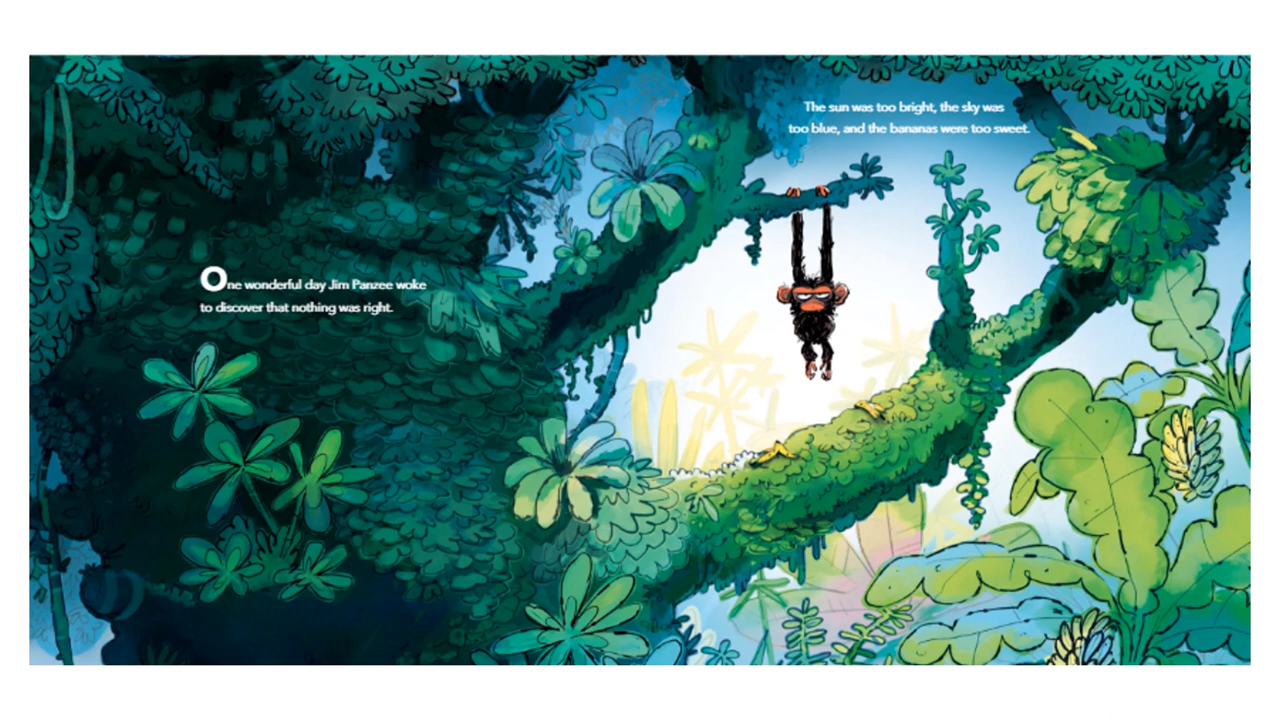 One wonderful day Jim Panzee woke
to discover that nothing was right.
The sun was too bright, the sky was
too blue, and the bananas were too sweet.